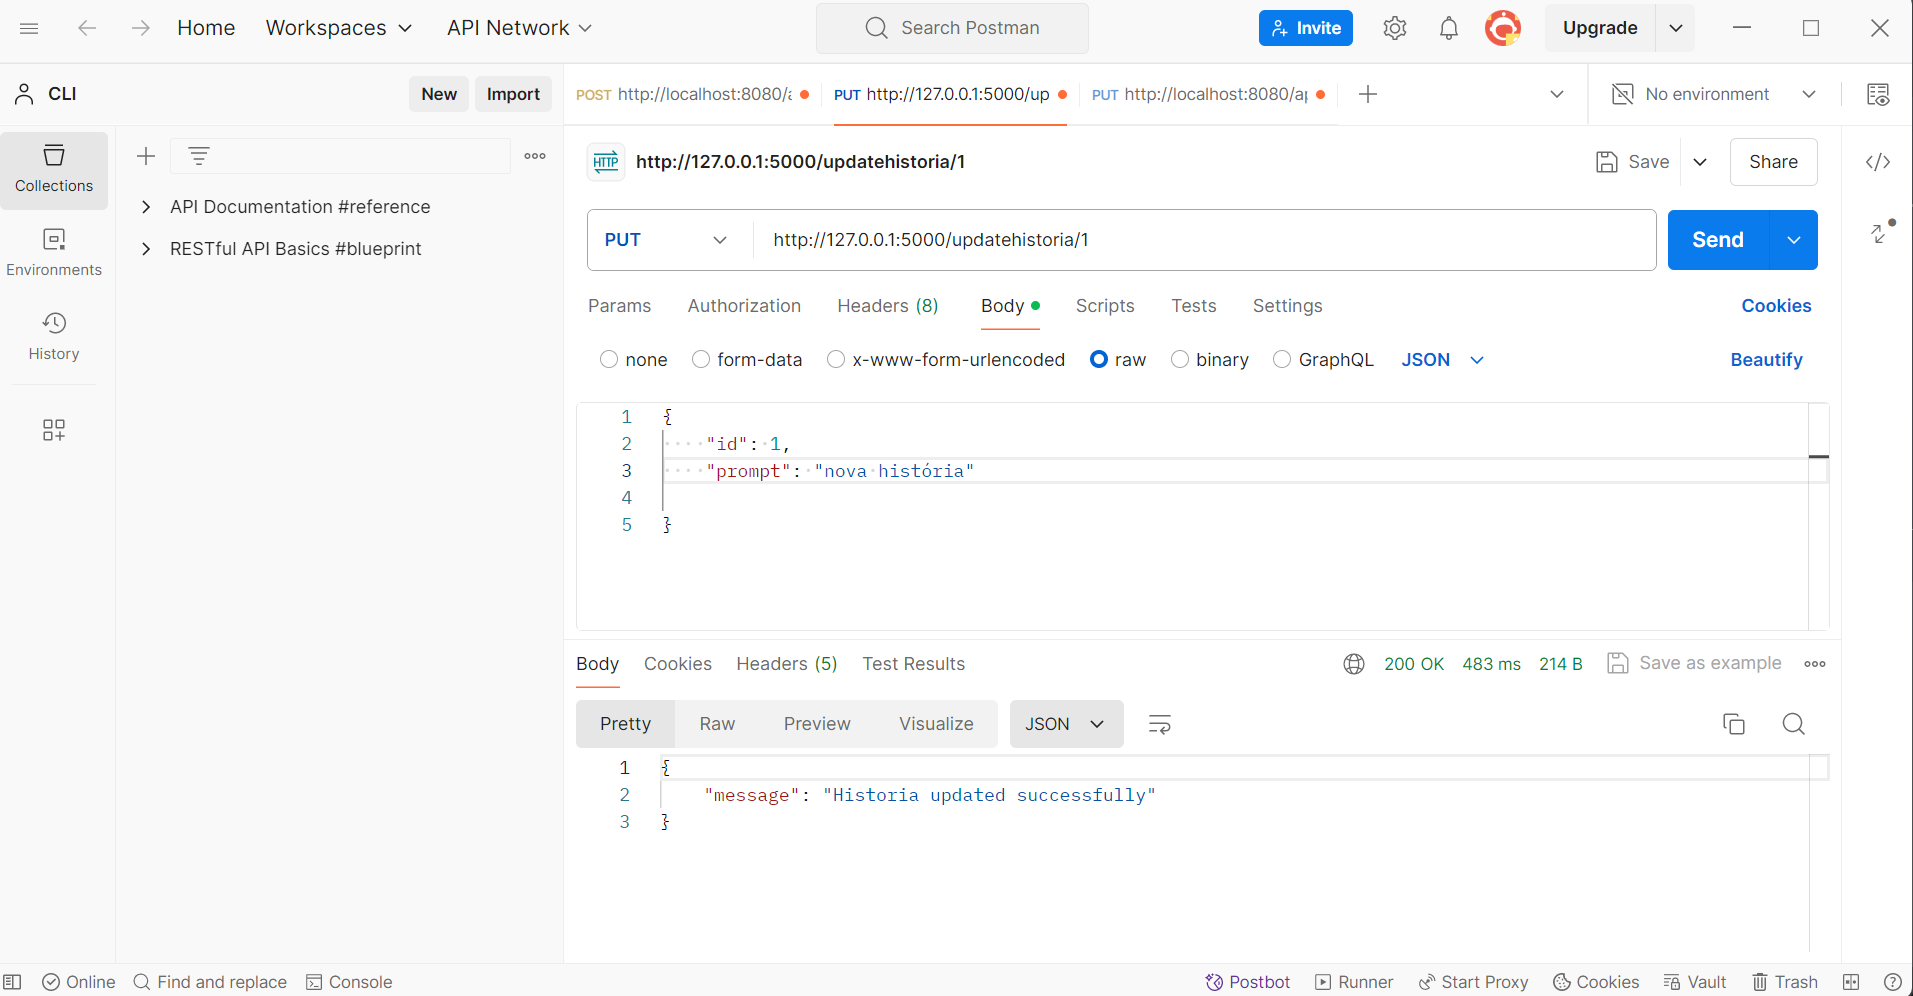 Home Workspaces API Network Search Postman Invite Upgrade
CLI New Import
POST http://localhost:8080/a PUT http://127.0.0.1:5000/up PUT http://localhost:8080/ap No environment
Collections
Environments
History
API Documentation #reference
RESTful API Basics #blueprint
HTTP http://127.0.0.1:5000/updatehistoria/1 Save Share
PUT http://127.0.0.1:5000/updatehistoria/1 Send
Params Authorization Headers (8) Body Scripts Tests Settings Cookies
none form-data x-www-form-urlencoded raw binary GraphQL JSON Beautify
1 {
2 "id": 1,
3 "prompt": "nova história"
4
5 }
Body Cookies Headers (5) Test Results 200 OK 483 ms 214 B Save as example
Pretty Raw Preview Visualize JSON
1 {
2 "message": "Historia updated successfully"
3 }
Online Find and replace Console Postbot Runner Start Proxy Cookies Vault Trash